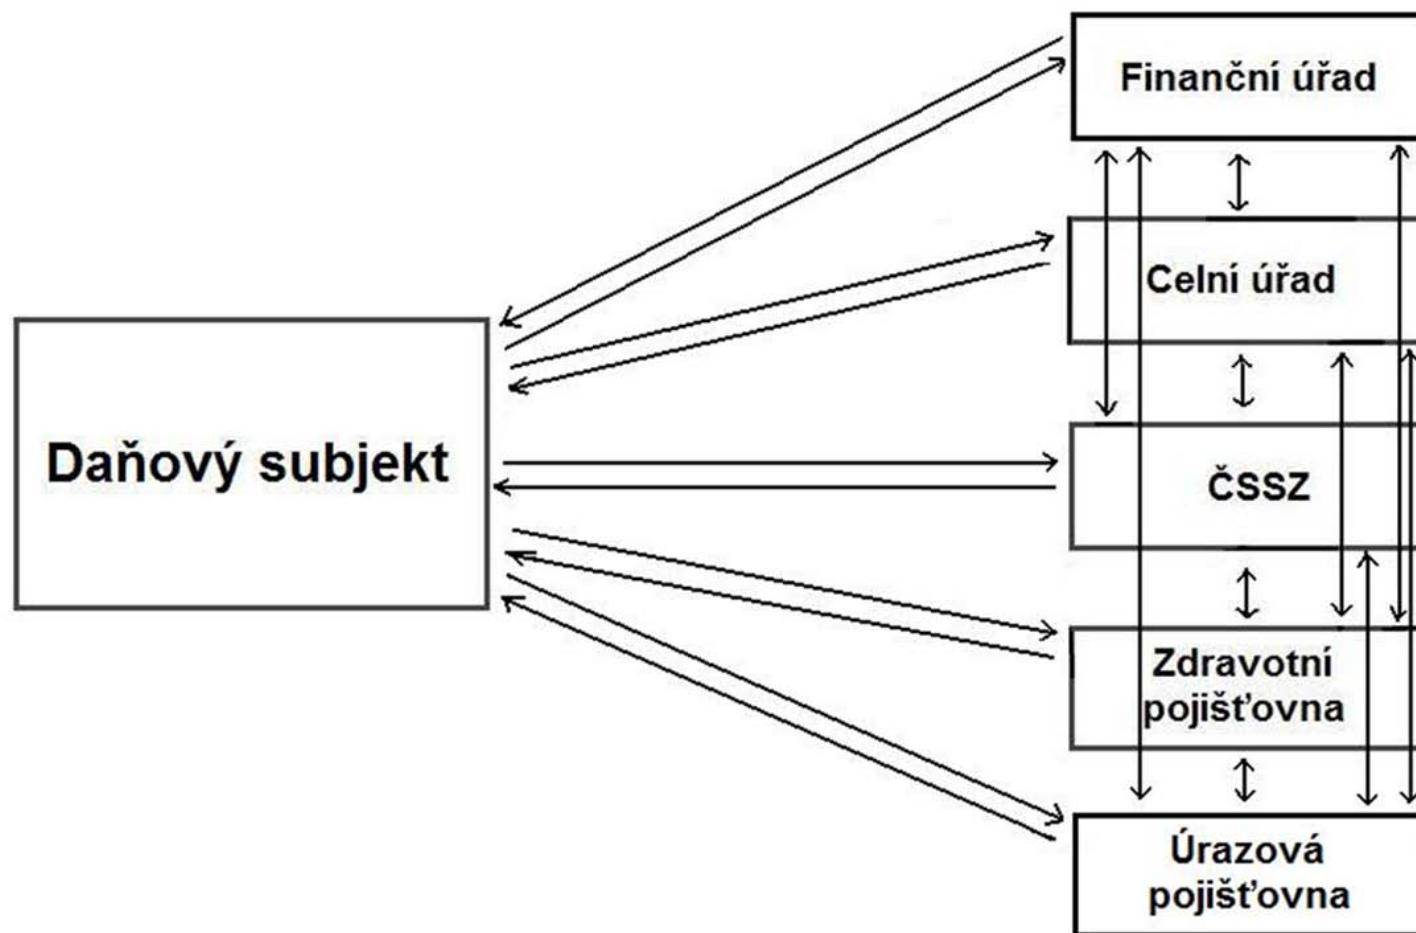 Finanční úřad
Celní úřad
Daňový subjekt
ČSSZ
Zdravotní
pojišťovna
Úrazová
pojišťovna